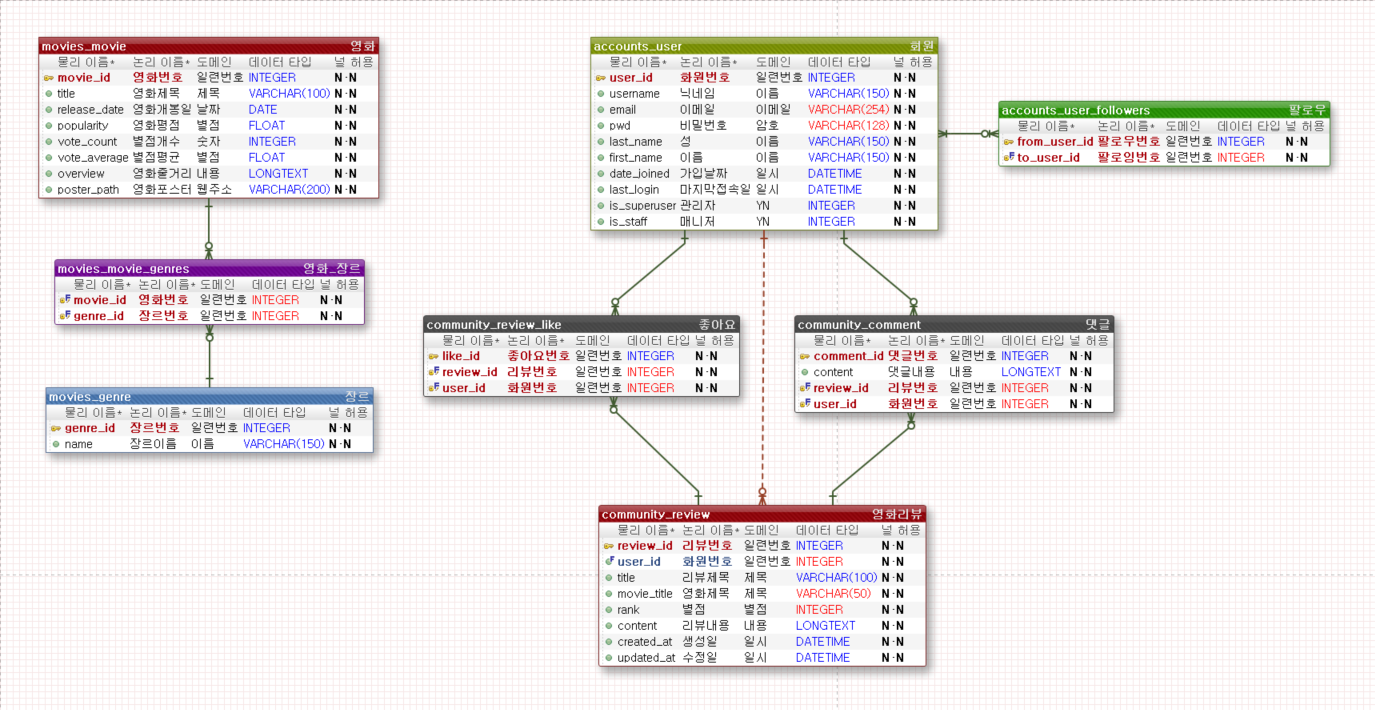 movies_movie 영화
물리 이름* 논리 이름* 도메인 데이터 타입 널 허용
movie_id 영화번호 일련번호 INTEGER N·N
title 영화제목 제목 VARCHAR(100) N·N
release_date 영화개봉일 날짜 DATE N·N
popularity 영화평점 별점 FLOAT N·N
vote_count 별점개수 숫자 INTEGER N·N
vote_average 별점평균 별점 FLOAT N·N
overview 영화줄거리 내용 LONGTEXT N·N
poster_path 영화포스터 웹주소 VARCHAR(200) N·N
accounts_user 회원
물리 이름* 논리 이름* 도메인 데이터 타입 널 허용
user_id 화원번호 일련번호 INTEGER N·N
username 닉네임 이름 VARCHAR(150) N·N
email 이메일 이메일 VARCHAR(254) N·N
pwd 비밀번호 암호 VARCHAR(128) N·N
last_name 성 이름 VARCHAR(150) N·N
first_name 이름 이름 VARCHAR(150) N·N
date_joined 가입날짜 일시 DATETIME N·N
last_login 마지막접속일 일시 DATETIME N·N
is_superuser 관리자 YN INTEGER N·N
is_staff 매니저 YN INTEGER N·N
accounts_user_followers 팔로우
물리 이름* 논리 이름* 도메인 데이터 타입 널 허용
from_user_id 팔로우번호 일련번호 INTEGER N·N
to_user_id 팔로잉번호 일련번호 INTEGER N·N
movies_movie_genres 영화_장르
물리 이름* 논리 이름* 도메인 데이터 타입 널 허용
movie_id 영화번호 일련번호 INTEGER N·N
genre_id 장르번호 일련번호 INTEGER N·N
community_review_like 좋아요
물리 이름* 논리 이름* 도메인 데이터 타입 널 허용
like_id 좋아요번호 일련번호 INTEGER N·N
review_id 리뷰번호 일련번호 INTEGER N·N
user_id 화원번호 일련번호 INTEGER N·N
community_comment 댓글
물리 이름* 논리 이름* 도메인 데이터 타입 널 허용
comment_id 댓글번호 일련번호 INTEGER N·N
content 댓글내용 내용 LONGTEXT N·N
review_id 리뷰번호 일련번호 INTEGER N·N
user_id 화원번호 일련번호 INTEGER N·N
movies_genre 장르
물리 이름* 논리 이름* 도메인 데이터 타입 널 허용
genre_id 장르번호 일련번호 INTEGER N·N
name 장르이름 이름 VARCHAR(150) N·N
community_review 영화리뷰
물리 이름* 논리 이름* 도메인 데이터 타입 널 허용
review_id 리뷰번호 일련번호 INTEGER N·N
user_id 화원번호 일련번호 INTEGER N·N
title 리뷰제목 제목 VARCHAR(100) N·N
movie_title 영화제목 제목 VARCHAR(50) N·N
rank 별점 별점 INTEGER N·N
content 리뷰내용 내용 LONGTEXT N·N
created_at 생성일 일시 DATETIME N·N
updated_at 수정일 일시 DATETIME N·N